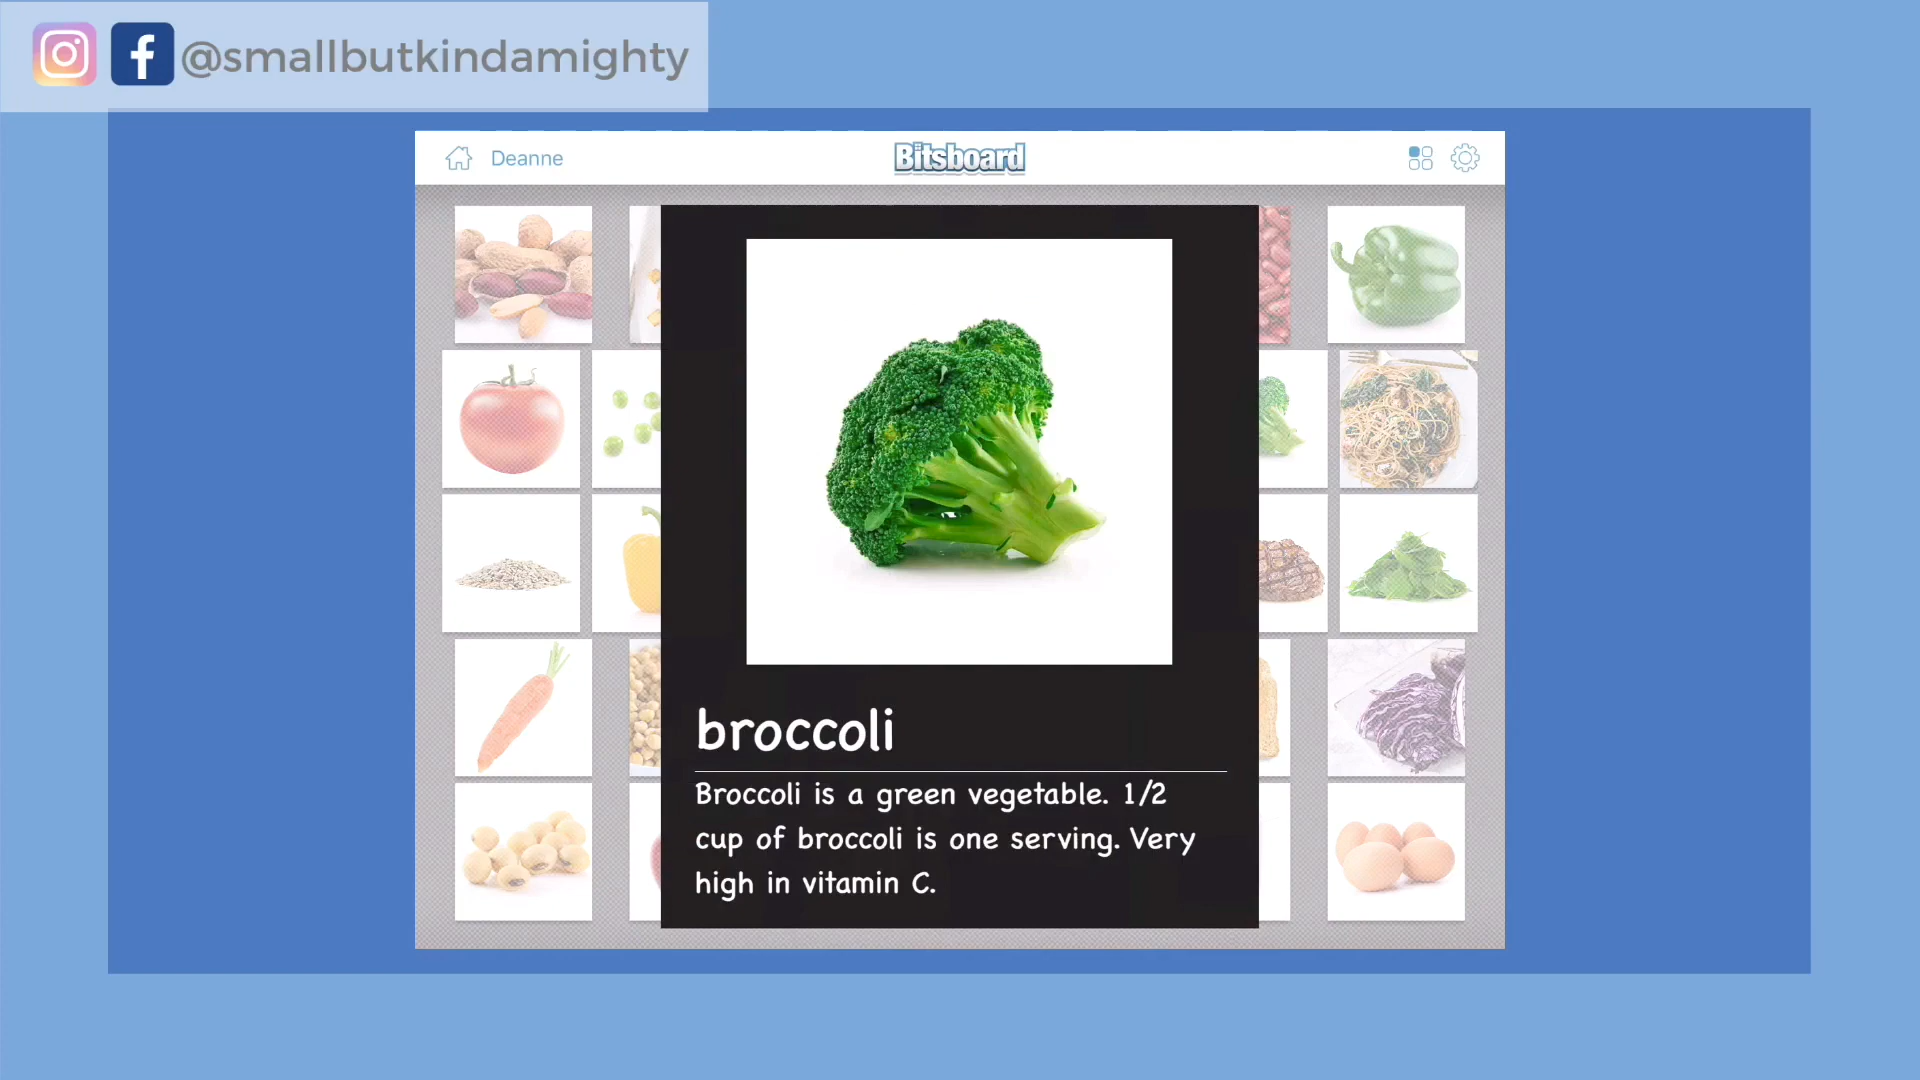 @smallbutkindamighty
Deanne
Bitsboard
broccoli
Broccoli is a green vegetable. 1/2
cup of broccoli is one serving. Very
high in vitamin C.